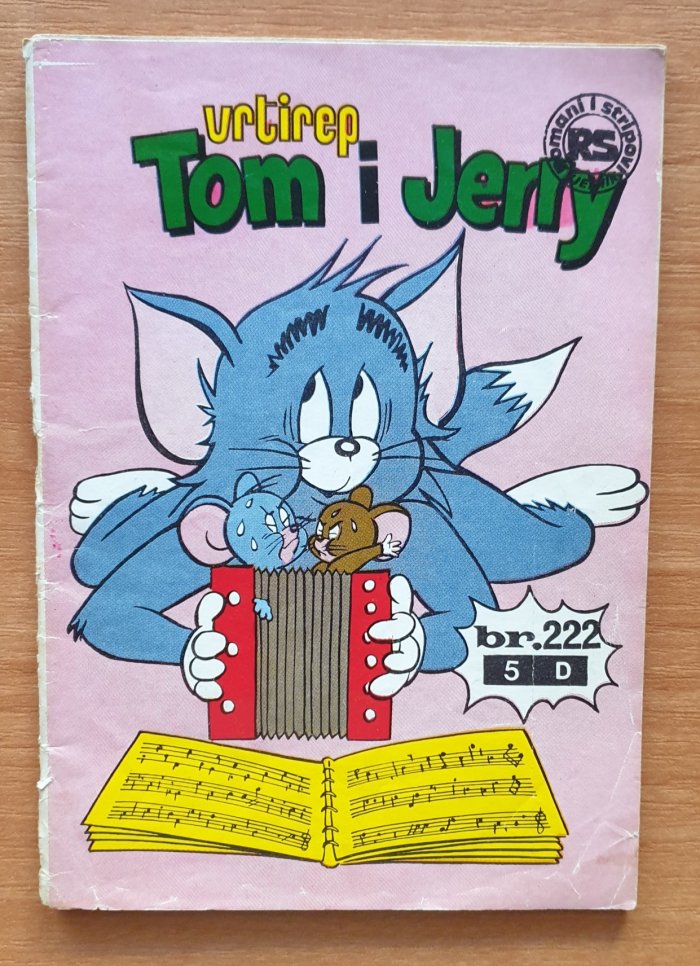 vrtirep
Tom i Jerry
romani i stripovi
RS
br.222
5 D